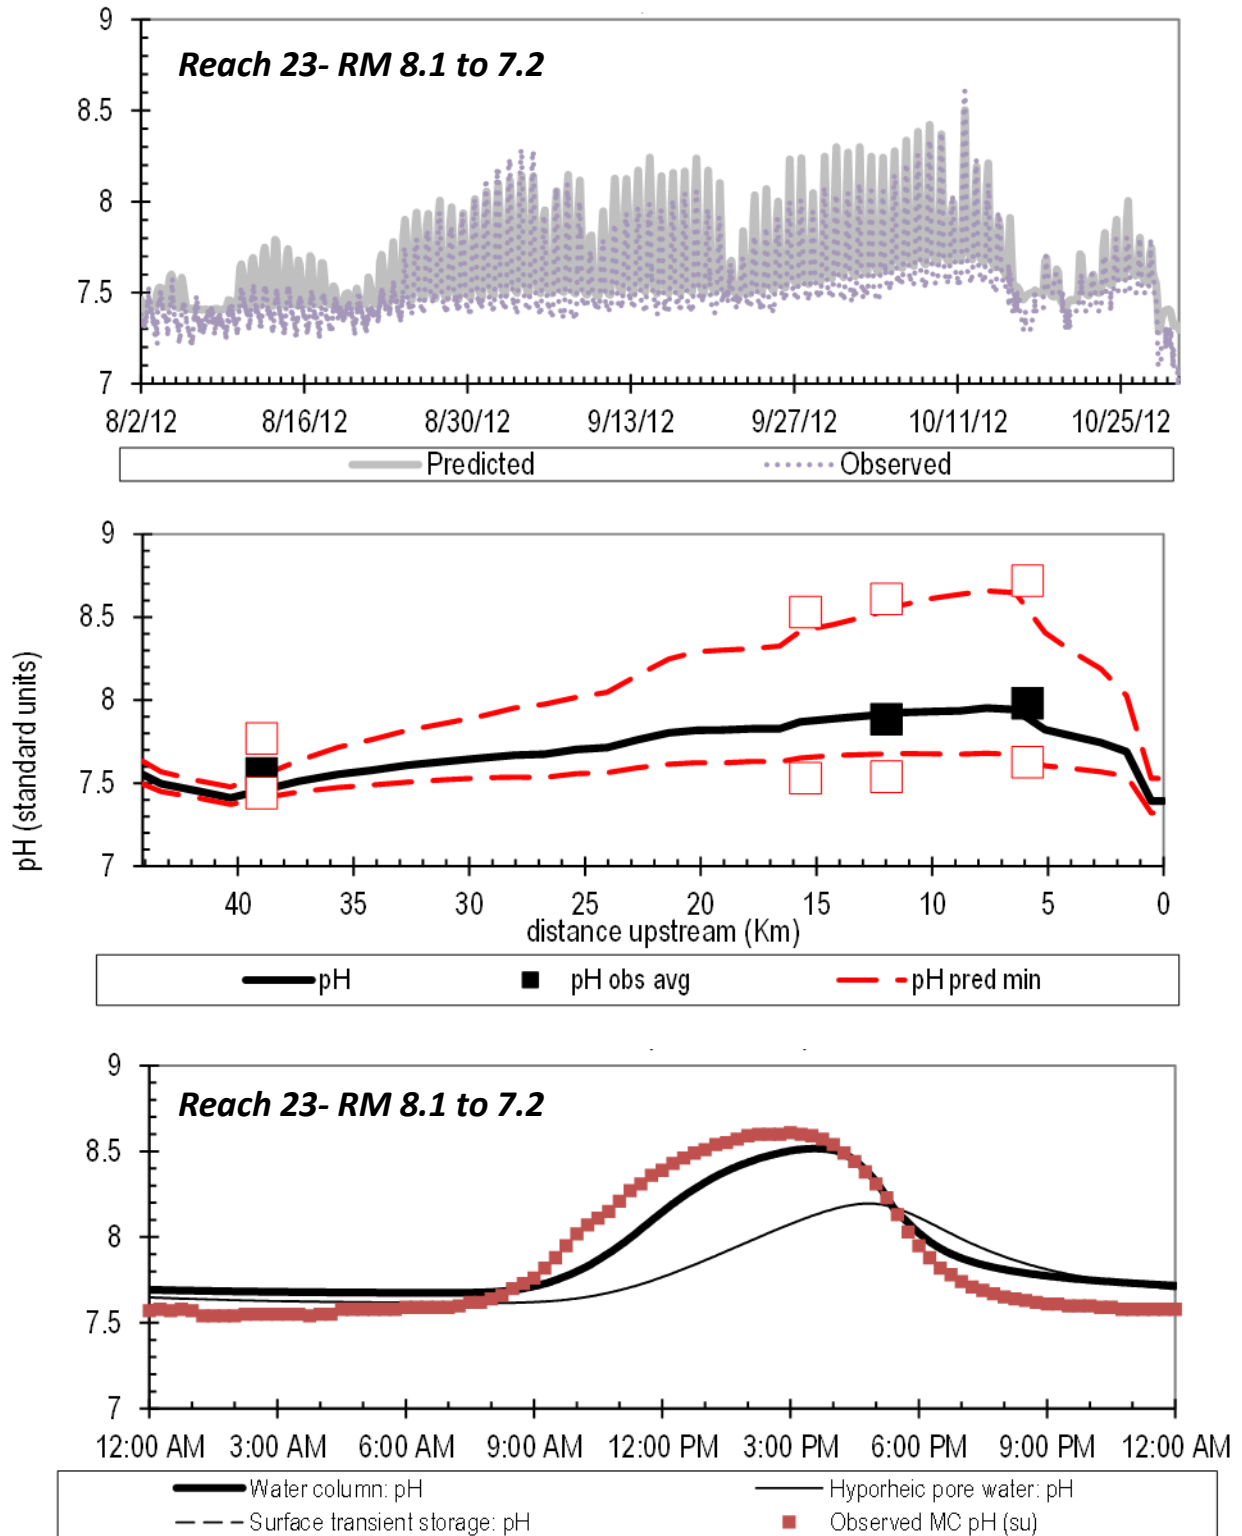 9
Reach 23- RM 8.1 to 7.2
8.5
8
7.5
7
8/2/12 8/16/12 8/30/12 9/13/12 9/27/12 10/11/12 10/25/12
Predicted Observed
9
8.5
8
7.5
7
pH (standard units)
40 35 30 25 20 15 10 5 0
distance upstream (Km)
pH pH obs avg pH pred min
9
Reach 23- RM 8.1 to 7.2
8.5
8
7.5
7
12:00 AM 3:00 AM 6:00 AM 9:00 AM 12:00 PM 3:00 PM 6:00 PM 9:00 PM 12:00 AM
Water column: pH Hyporheic pore water: pH
Surface transient storage: pH Observed MC pH (su)